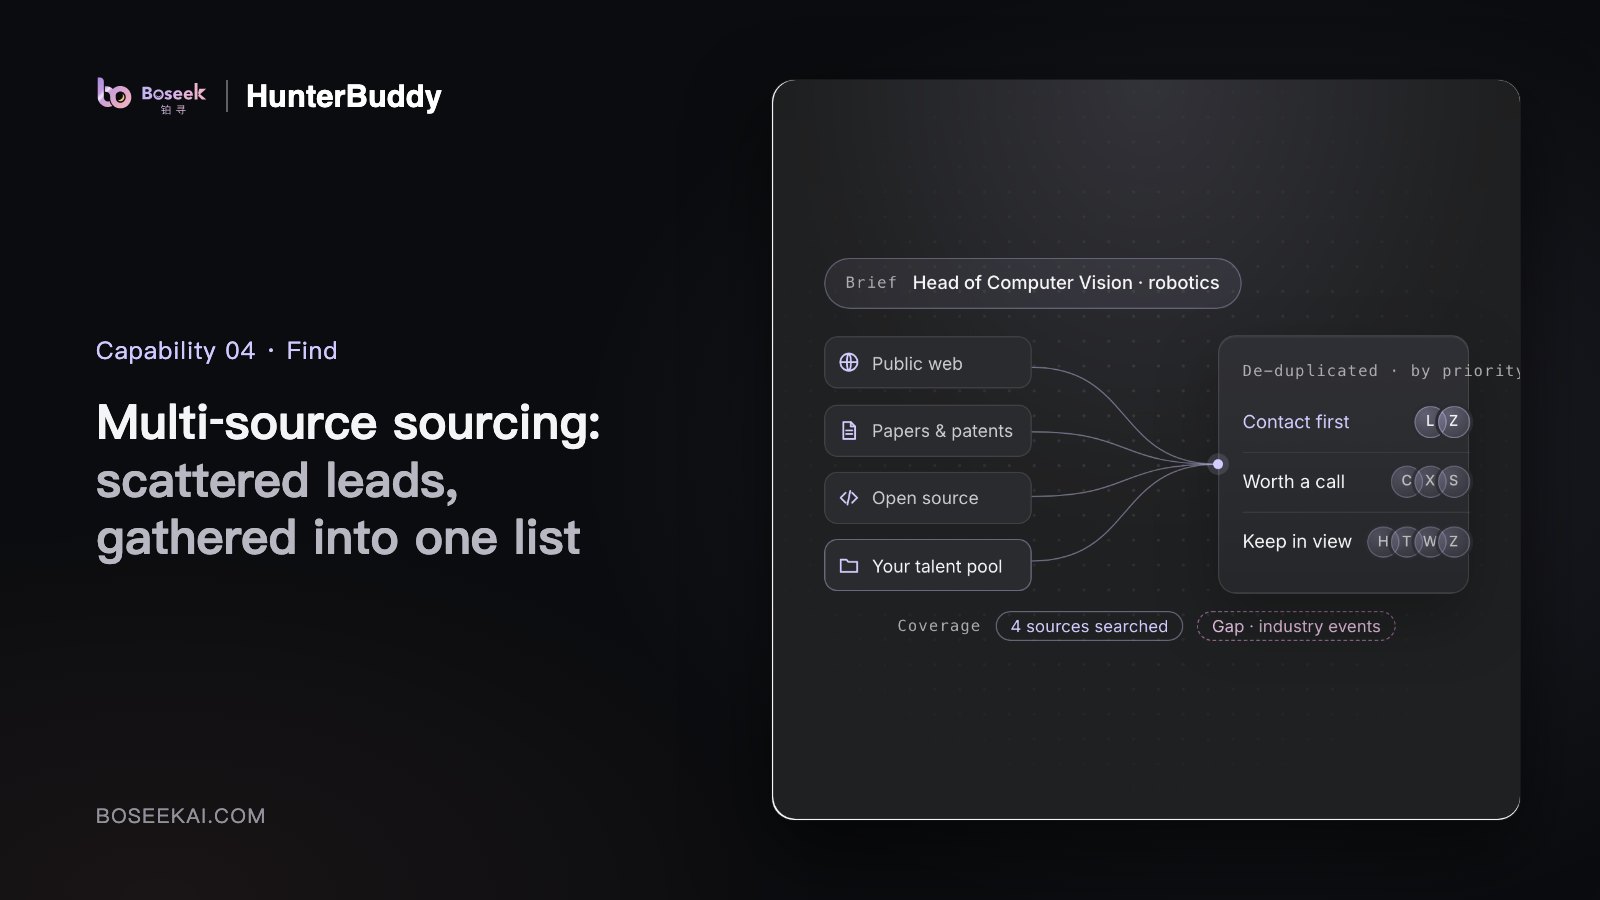 Boseek
铂寻
HunterBuddy
Capability 04 · Find
Multi-source sourcing:
scattered leads,
gathered into one list
BOSEEKAI.COM
Brief Head of Computer Vision · robotics
Public web
Papers & patents
Open source
Your talent pool
De-duplicated · by priority
Contact first L Z
Worth a call C X S
Keep in view H T W Z
Coverage 4 sources searched Gap · industry events